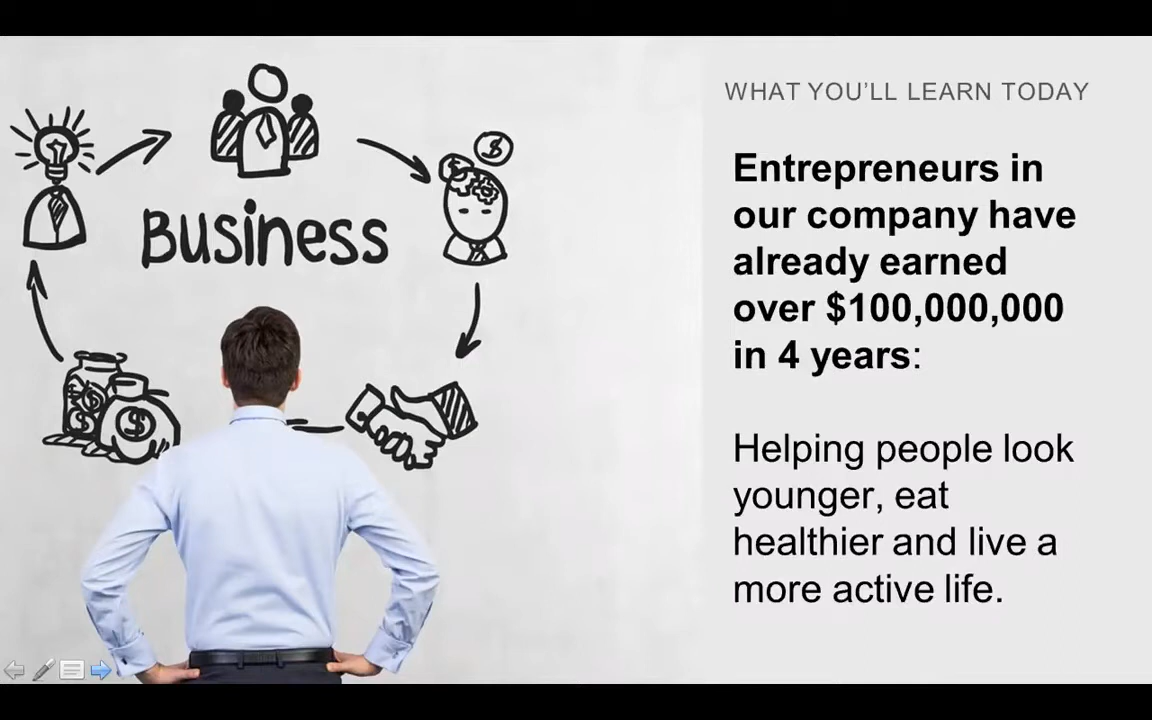 WHAT YOU'LL LEARN TODAY
Entrepreneurs in
our company have
already earned
over $100,000,000
in 4 years:
Helping people look
younger, eat
healthier and live a
more active life.
Business
$
$
$
$
$